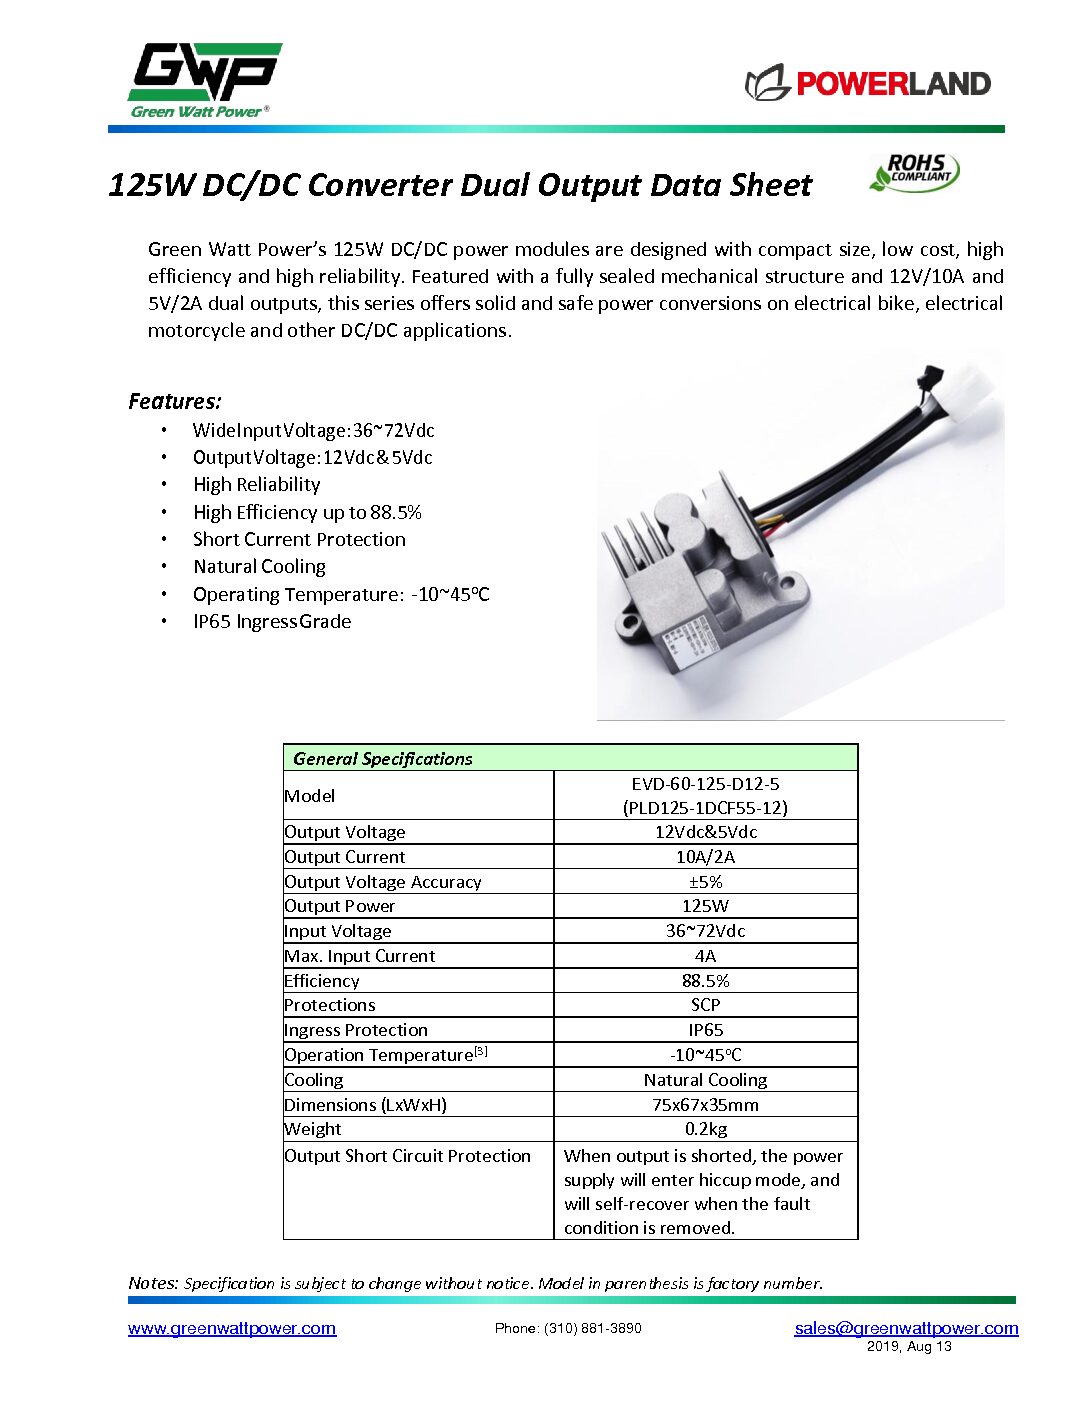 GWP
Green Watt Power®
POWERLAND
ROHS
COMPLIANT
125W DC/DC Converter Dual Output Data Sheet
Green Watt Power’s 125W DC/DC power modules are designed with compact size, low cost, high
efficiency and high reliability. Featured with a fully sealed mechanical structure and 12V/10A and
5V/2A dual outputs, this series offers solid and safe power conversions on electrical bike, electrical
motorcycle and other DC/DC applications.
Features:
• Wide Input Voltage: 36~72Vdc
• Output Voltage: 12Vdc & 5Vdc
• High Reliability
• High Efficiency up to 88.5%
• Short Current Protection
• Natural Cooling
• Operating Temperature: -10~45°C
• IP65 Ingress Grade
General Specifications
Model EVD-60-125-D12-5
(PLD125-1DCF55-12)
Output Voltage 12Vdc&5Vdc
Output Current 10A/2A
Output Voltage Accuracy ±5%
Output Power 125W
Input Voltage 36~72Vdc
Max. Input Current 4A
Efficiency 88.5%
Protections SCP
Ingress Protection IP65
Operation Temperature[3] -10~45°C
Cooling Natural Cooling
Dimensions (LxWxH) 75x67x35mm
Weight 0.2kg
Output Short Circuit Protection When output is shorted, the power
supply will enter hiccup mode, and
will self-recover when the fault
condition is removed.
Notes: Specification is subject to change without notice. Model in parenthesis is factory number.
www.greenwattpower.com Phone: (310) 881-3890 sales@greenwattpower.com
2019, Aug 13